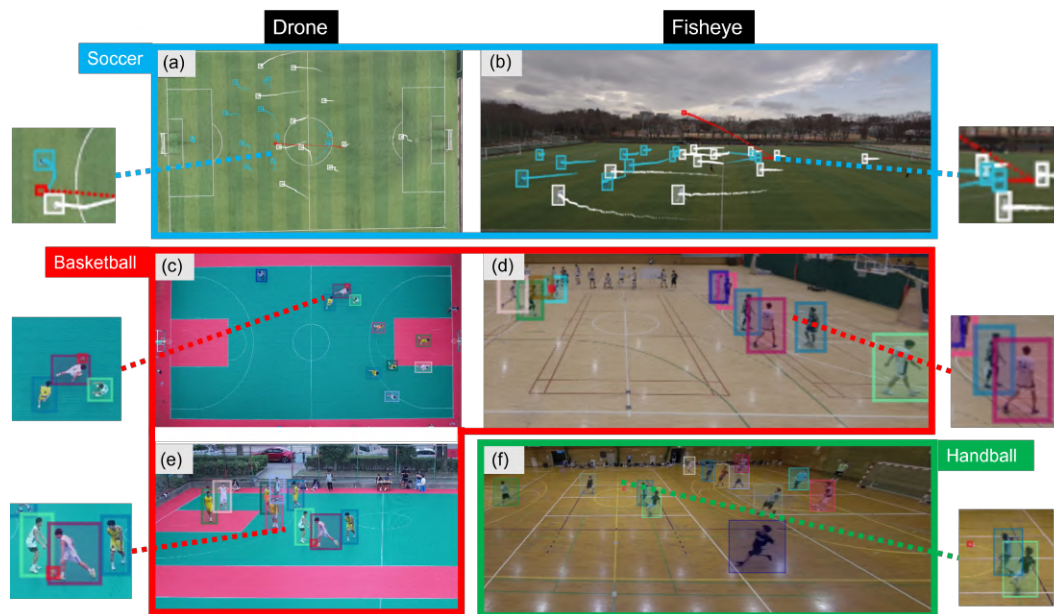 Drone
Fisheye
Soccer
(a)
(b)
Basketball
(c)
(d)
(e)
(f)
Handball